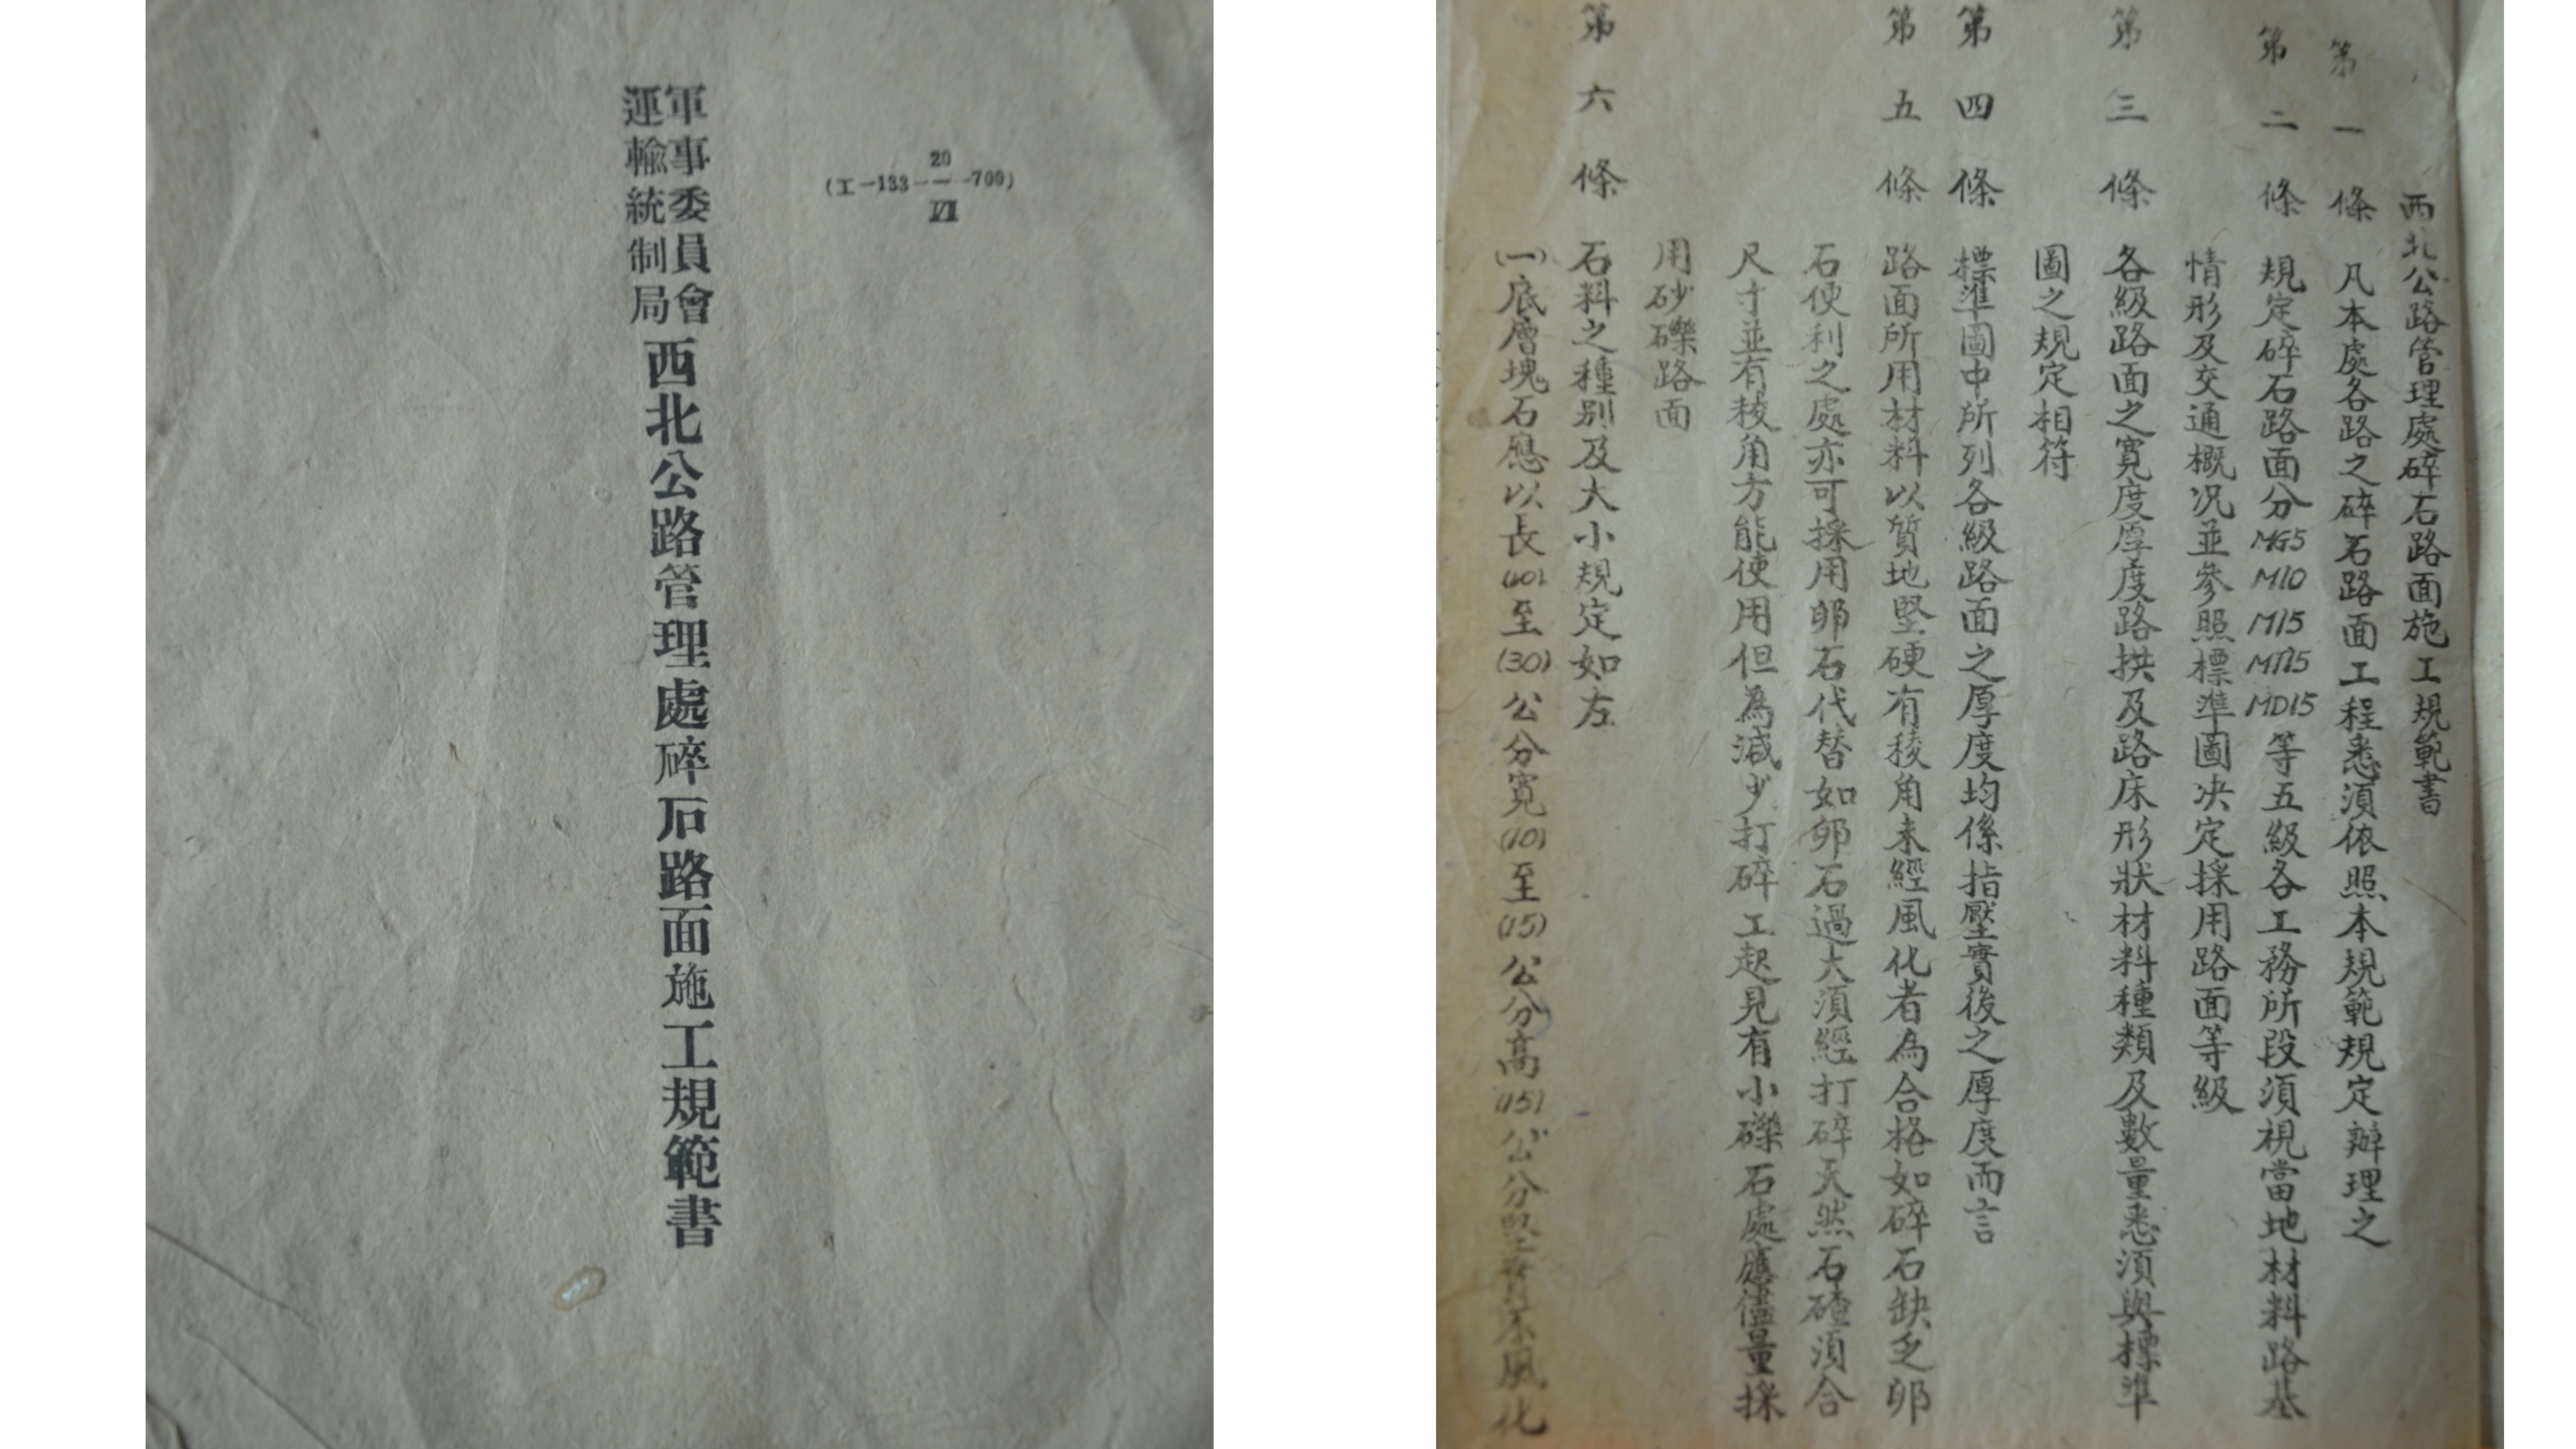 (工-133-20/VI-700)
軍事委員會
運輸統制局
西北公路管理處碎石路面施工規範書
西北公路管理處碎石路面施工規範書
第一條 凡本處各路之碎石路面工程悉須依照本規範規定辦理之
第二條 規定碎石路面分MG5 M10 M15 MT15 MD15等五級各工務所段須視當地材料路基
情形及交通概況並參照標準圖決定採用路面等級
第三條 各級路面之寬度厚度路拱及路床形狀材料種類及數量悉須與標準
圖之規定相符
第四條 標準圖中所列各級路面之厚度均係指壓實後之厚度而言
第五條 路面所用材料以質地堅硬有稜角未經風化者為合格如碎石缺乏卵
石便利之處亦可採用卵石代替如卵石過大須經打碎天然石碴須合
尺寸並有稜角方能使用但為減少打碎工起見有小礫石處應儘量採
用砂礫路面
第六條 石料之種別及大小規定如左
(一)底層塊石應以長 至(30)公分寬(10)至(15)公分高(15)公分堅實不風化